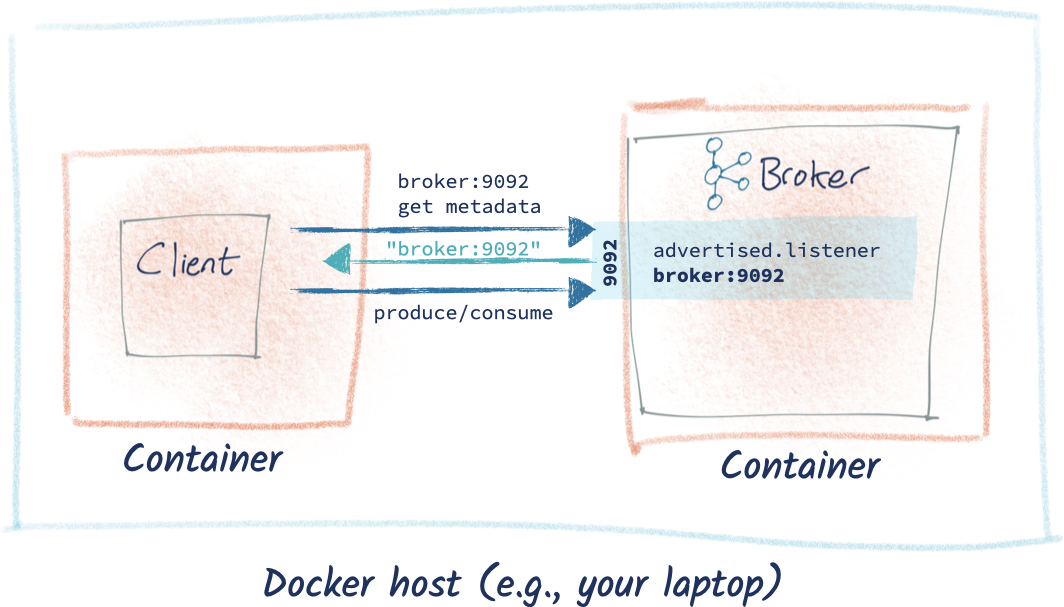 broker:9092
get metadata
Broker
Client
"broker:9092"
9092
advertised.listener
broker:9092
produce/consume
Container
Container
Docker host (e.g., your laptop)